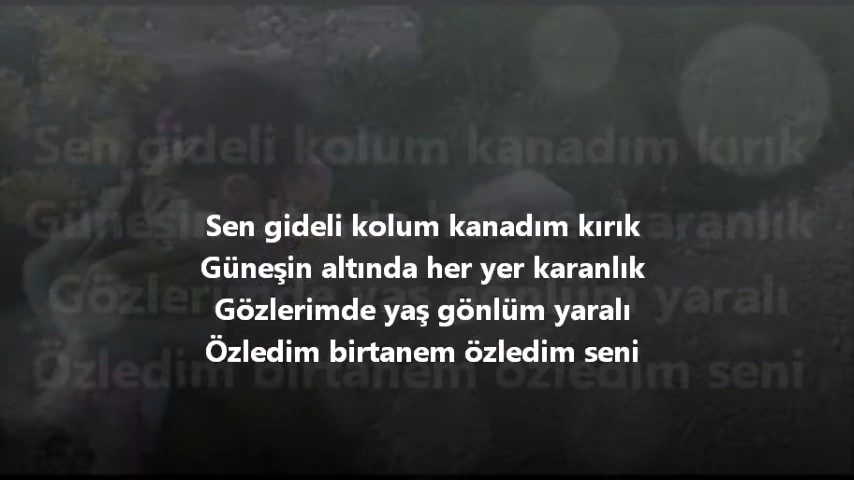 Sen gideli kolum kanadım kırık
Güneşin altında her yer karanlık
Gözlerimde yaş gönlüm yaralı
Özledim birtanem özledim seni